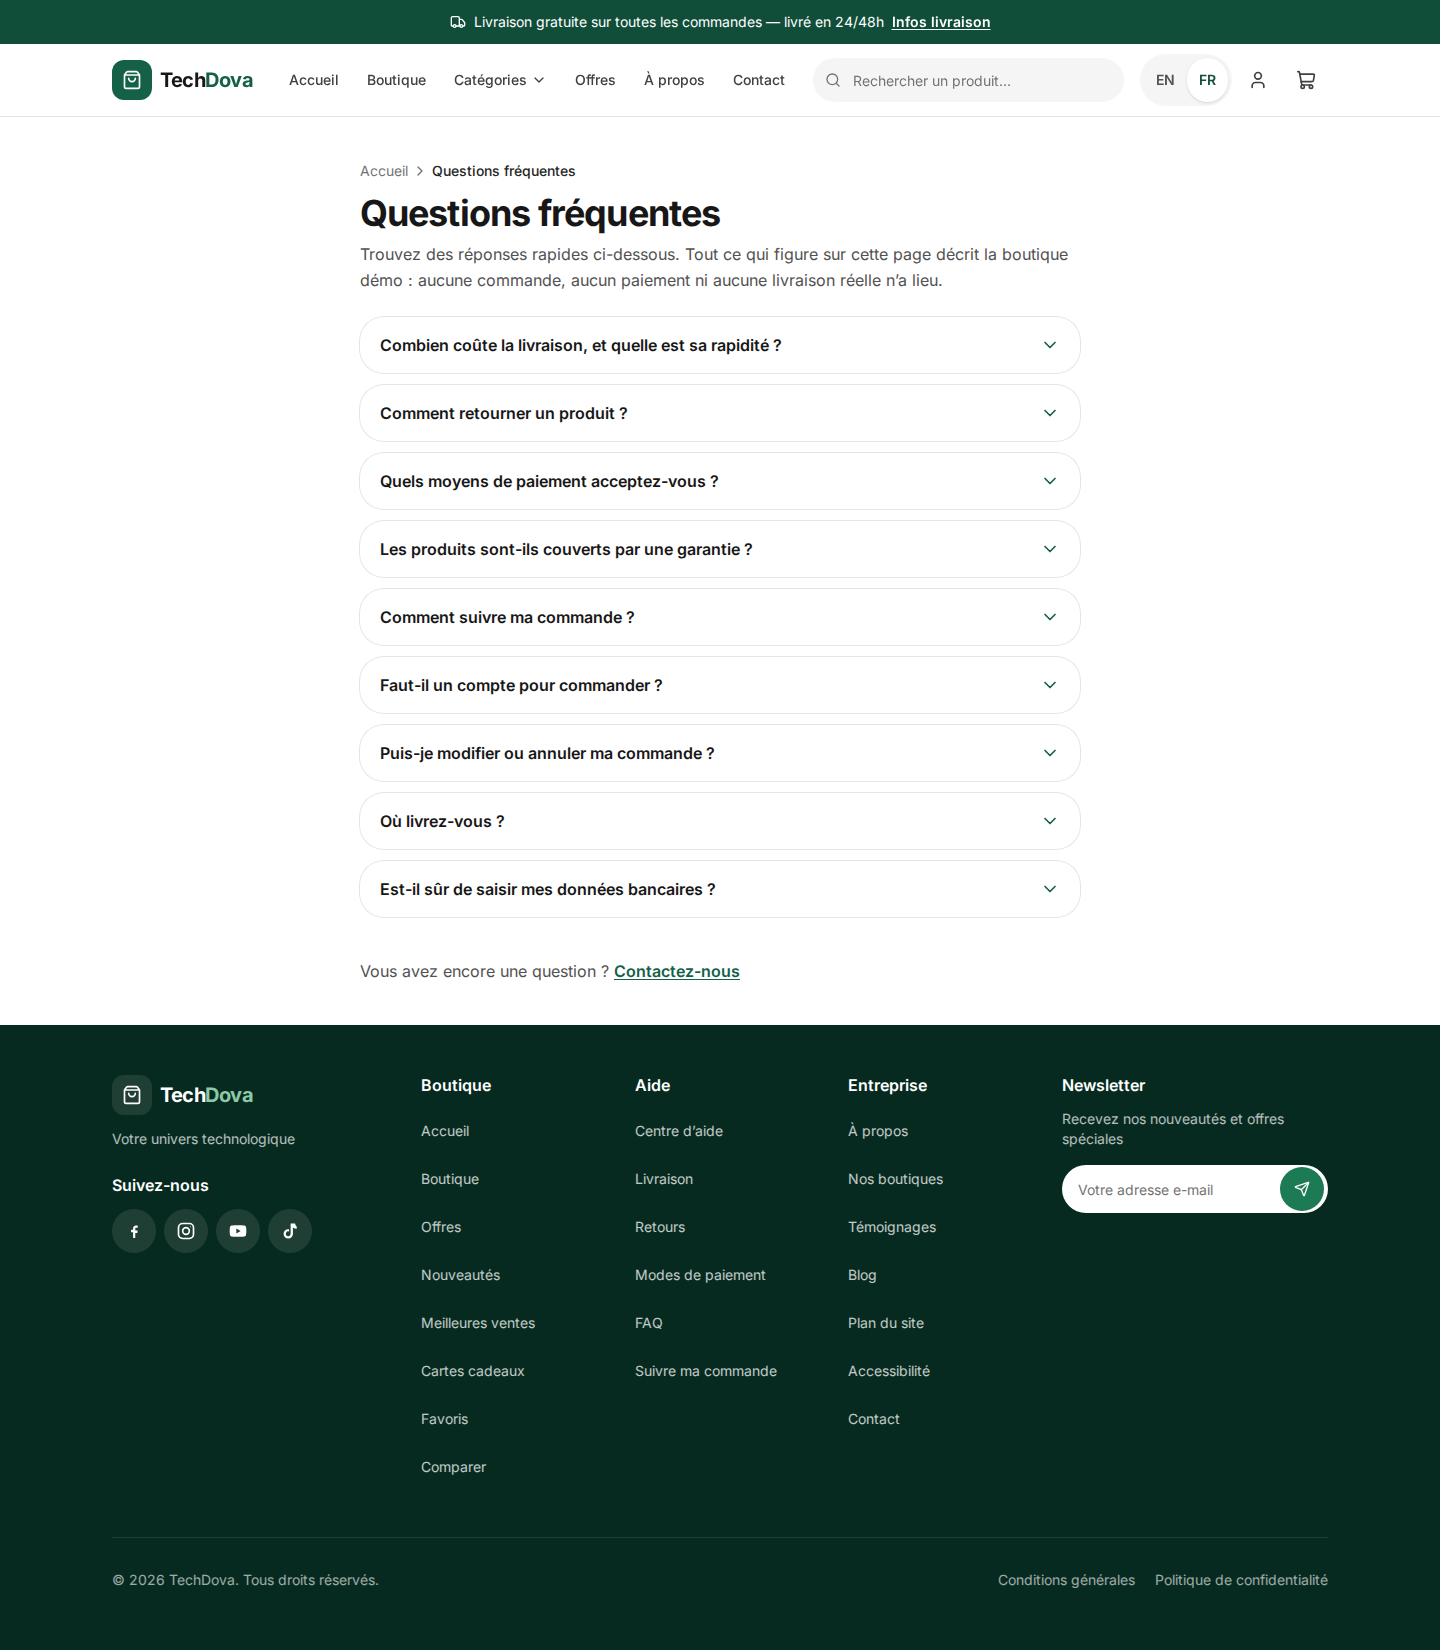 Livraison gratuite sur toutes les commandes — livré en 24/48h Infos livraison
TechDova Accueil Boutique Catégories Offres À propos Contact Rechercher un produit... EN FR
Accueil Questions fréquentes
Questions fréquentes
Trouvez des réponses rapides ci-dessous. Tout ce qui figure sur cette page décrit la boutique
démo : aucune commande, aucun paiement ni aucune livraison réelle n’a lieu.
Combien coûte la livraison, et quelle est sa rapidité ?
Comment retourner un produit ?
Quels moyens de paiement acceptez-vous ?
Les produits sont-ils couverts par une garantie ?
Comment suivre ma commande ?
Faut-il un compte pour commander ?
Puis-je modifier ou annuler ma commande ?
Où livrez-vous ?
Est-il sûr de saisir mes données bancaires ?
Vous avez encore une question ? Contactez-nous
TechDova
Votre univers technologique
Suivez-nous
Boutique
Accueil
Boutique
Offres
Nouveautés
Meilleures ventes
Cartes cadeaux
Favoris
Comparer
Aide
Centre d’aide
Livraison
Retours
Modes de paiement
FAQ
Suivre ma commande
Entreprise
À propos
Nos boutiques
Témoignages
Blog
Plan du site
Accessibilité
Contact
Newsletter
Recevez nos nouveautés et offres
spéciales
Votre adresse e-mail
© 2026 TechDova. Tous droits réservés.
Conditions générales Politique de confidentialité